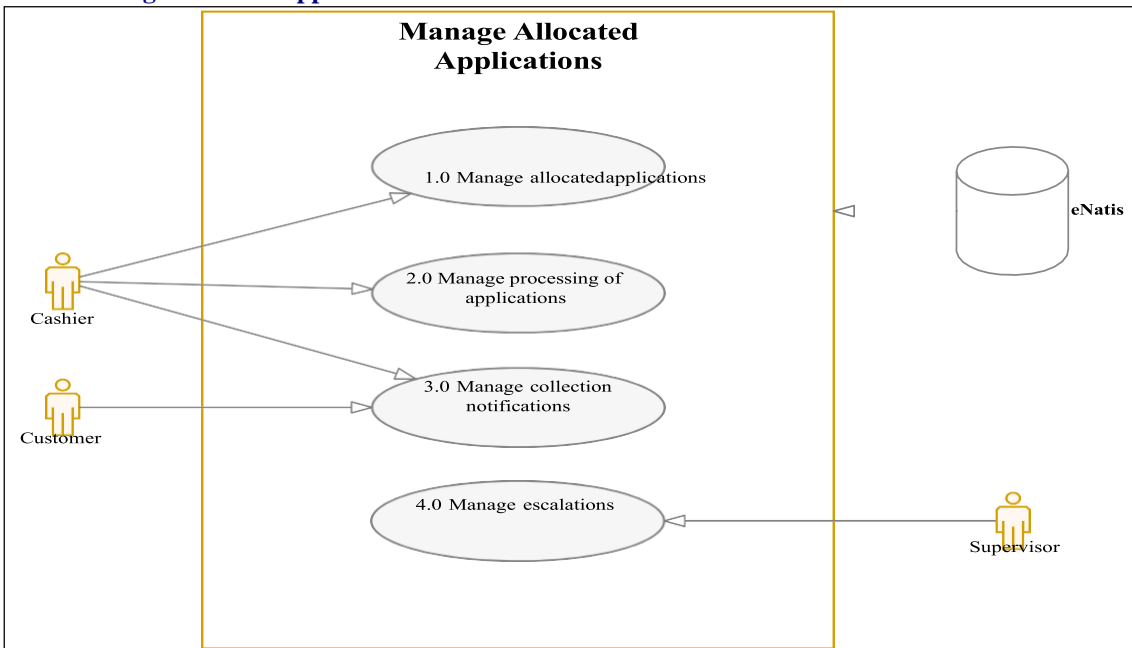 Manage Allocated
Applications
1.0 Manage allocatedapplications
eNatis
2.0 Manage processing of
applications
Cashier
3.0 Manage collection
notifications
Customer
4.0 Manage escalations
Supervisor